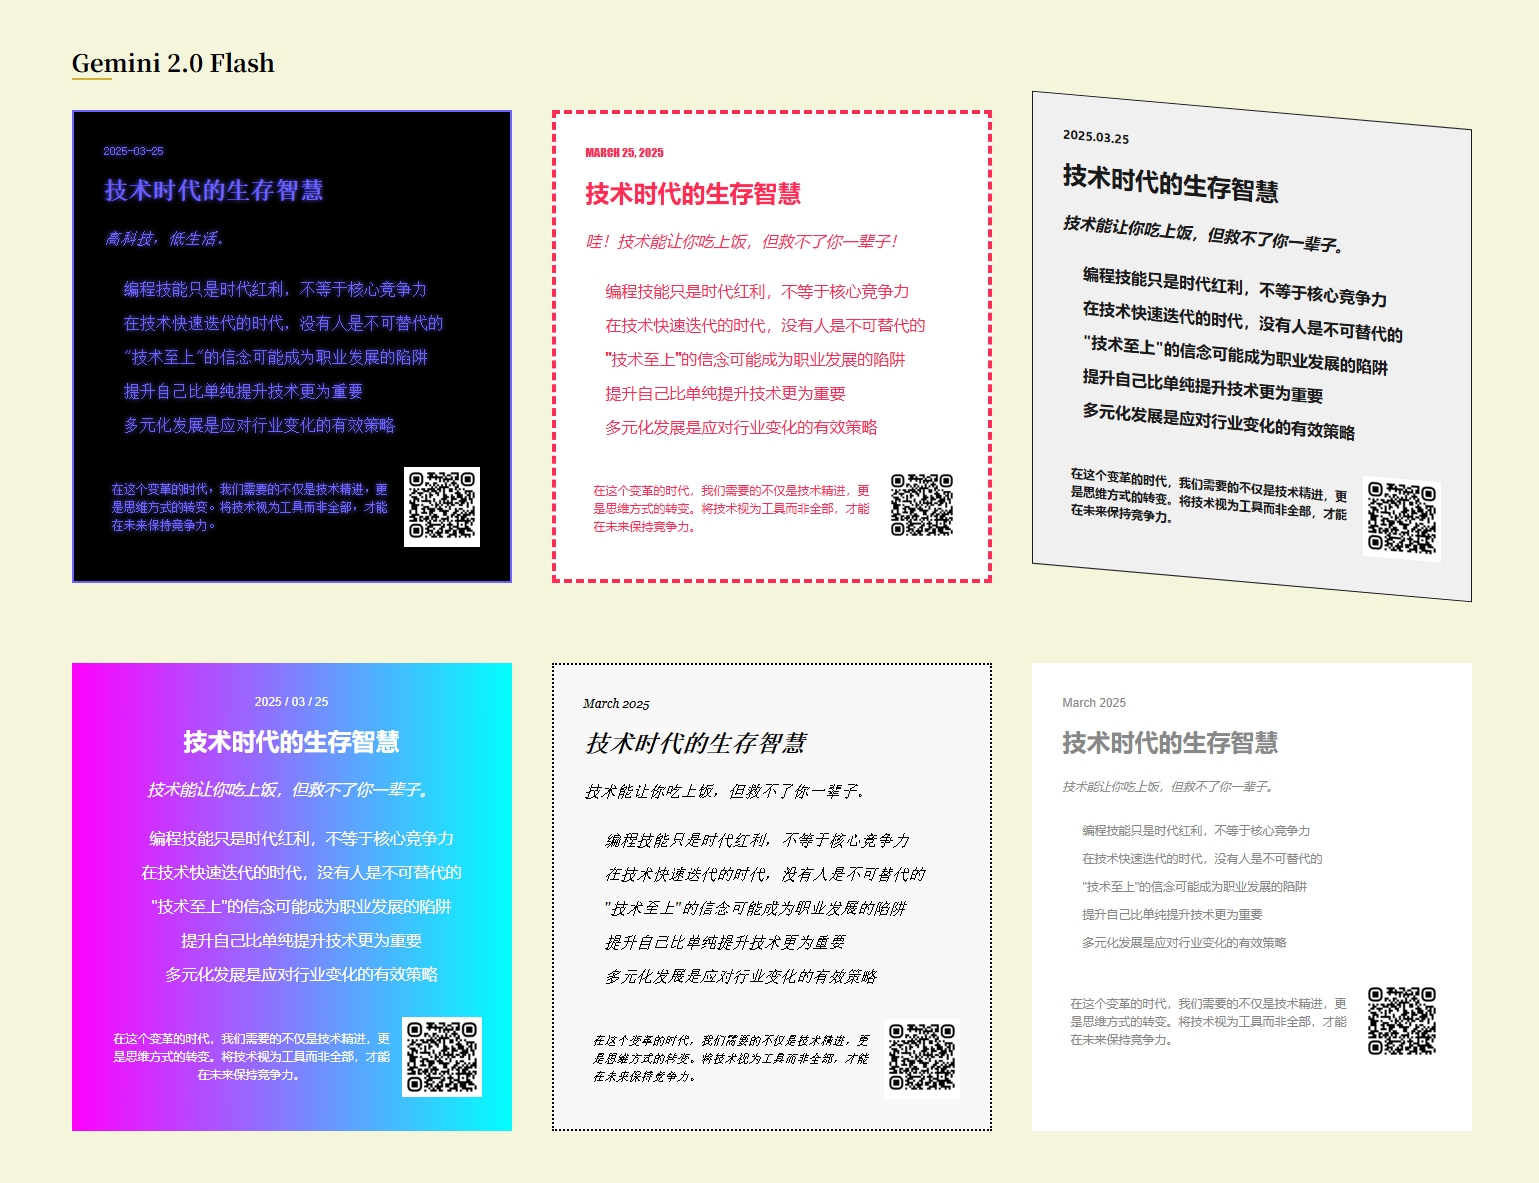 Gemini 2.0 Flash
2025-03-25
技术时代的生存智慧
高科技，低生活。
编程技能只是时代红利，不等于核心竞争力
在技术快速迭代的时代，没有人是不可替代的
"技术至上"的信念可能成为职业发展的陷阱
提升自己比单纯提升技术更为重要
多元化发展是应对行业变化的有效策略
在这个变革的时代，我们需要的不仅是技术精进，更
是思维方式的转变。将技术视为工具而非全部，才能
在未来保持竞争力。
MARCH 25, 2025
技术时代的生存智慧
哇！技术能让你吃上饭，但救不了你一辈子！
编程技能只是时代红利，不等于核心竞争力
在技术快速迭代的时代，没有人是不可替代的
"技术至上"的信念可能成为职业发展的陷阱
提升自己比单纯提升技术更为重要
多元化发展是应对行业变化的有效策略
在这个变革的时代，我们需要的不仅是技术精进，更
是思维方式的转变。将技术视为工具而非全部，才能
在未来保持竞争力。
2025.03.25
技术时代的生存智慧
技术能让你吃上饭，但救不了你一辈子。
编程技能只是时代红利，不等于核心竞争力
在技术快速迭代的时代，没有人是不可替代的
"技术至上"的信念可能成为职业发展的陷阱
提升自己比单纯提升技术更为重要
多元化发展是应对行业变化的有效策略
在这个变革的时代，我们需要的不仅是技术精进，更
是思维方式的转变。将技术视为工具而非全部，才能
在未来保持竞争力。
2025 / 03 / 25
技术时代的生存智慧
技术能让你吃上饭，但救不了你一辈子。
编程技能只是时代红利，不等于核心竞争力
在技术快速迭代的时代，没有人是不可替代的
"技术至上"的信念可能成为职业发展的陷阱
提升自己比单纯提升技术更为重要
多元化发展是应对行业变化的有效策略
在这个变革的时代，我们需要的不仅是技术精进，更
是思维方式的转变。将技术视为工具而非全部，才能
在未来保持竞争力。
March 2025
技术时代的生存智慧
技术能让你吃上饭，但救不了你一辈子。
编程技能只是时代红利，不等于核心竞争力
在技术快速迭代的时代，没有人是不可替代的
"技术至上"的信念可能成为职业发展的陷阱
提升自己比单纯提升技术更为重要
多元化发展是应对行业变化的有效策略
在这个变革的时代，我们需要的不仅是技术精进，更
是思维方式的转变。将技术视为工具而非全部，才能
在未来保持竞争力。
March 2025
技术时代的生存智慧
技术能让你吃上饭，但救不了你一辈子。
编程技能只是时代红利，不等于核心竞争力
在技术快速迭代的时代，没有人是不可替代的
"技术至上"的信念可能成为职业发展的陷阱
提升自己比单纯提升技术更为重要
多元化发展是应对行业变化的有效策略
在这个变革的时代，我们需要的不仅是技术精进，更
是思维方式的转变。将技术视为工具而非全部，才能
在未来保持竞争力。